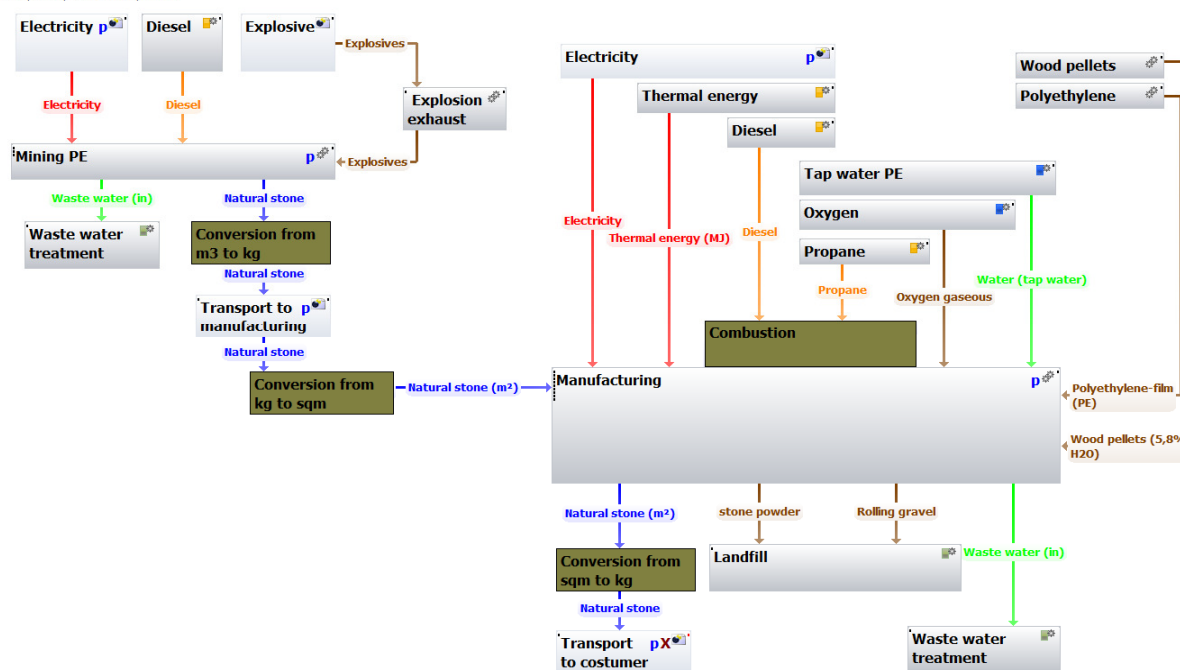 Electricity p
Diesel
Explosive
Explosives
Electricity
Diesel
Explosion
exhaust
Mining PE p
Explosives
Waste water (in)
Natural stone
Waste water
treatment
Conversion from
m3 to kg
Natural stone
Transport to p
manufacturing
Natural stone
Conversion from
kg to sqm
Natural stone (m²)
Electricity p
Thermal energy
Diesel
Tap water PE
Oxygen
Propane
Wood pellets
Polyethylene
Electricity
Thermal energy (MJ)
Diesel
Propane
Oxygen gaseous
Water (tap water)
Combustion
Manufacturing p
Polyethylene-film
(PE)
Wood pellets (5,8%
H2O)
Natural stone (m²)
stone powder
Rolling gravel
Waste water (in)
Conversion from
sqm to kg
Landfill
Natural stone
Transport pX
to costumer
Waste water
treatment